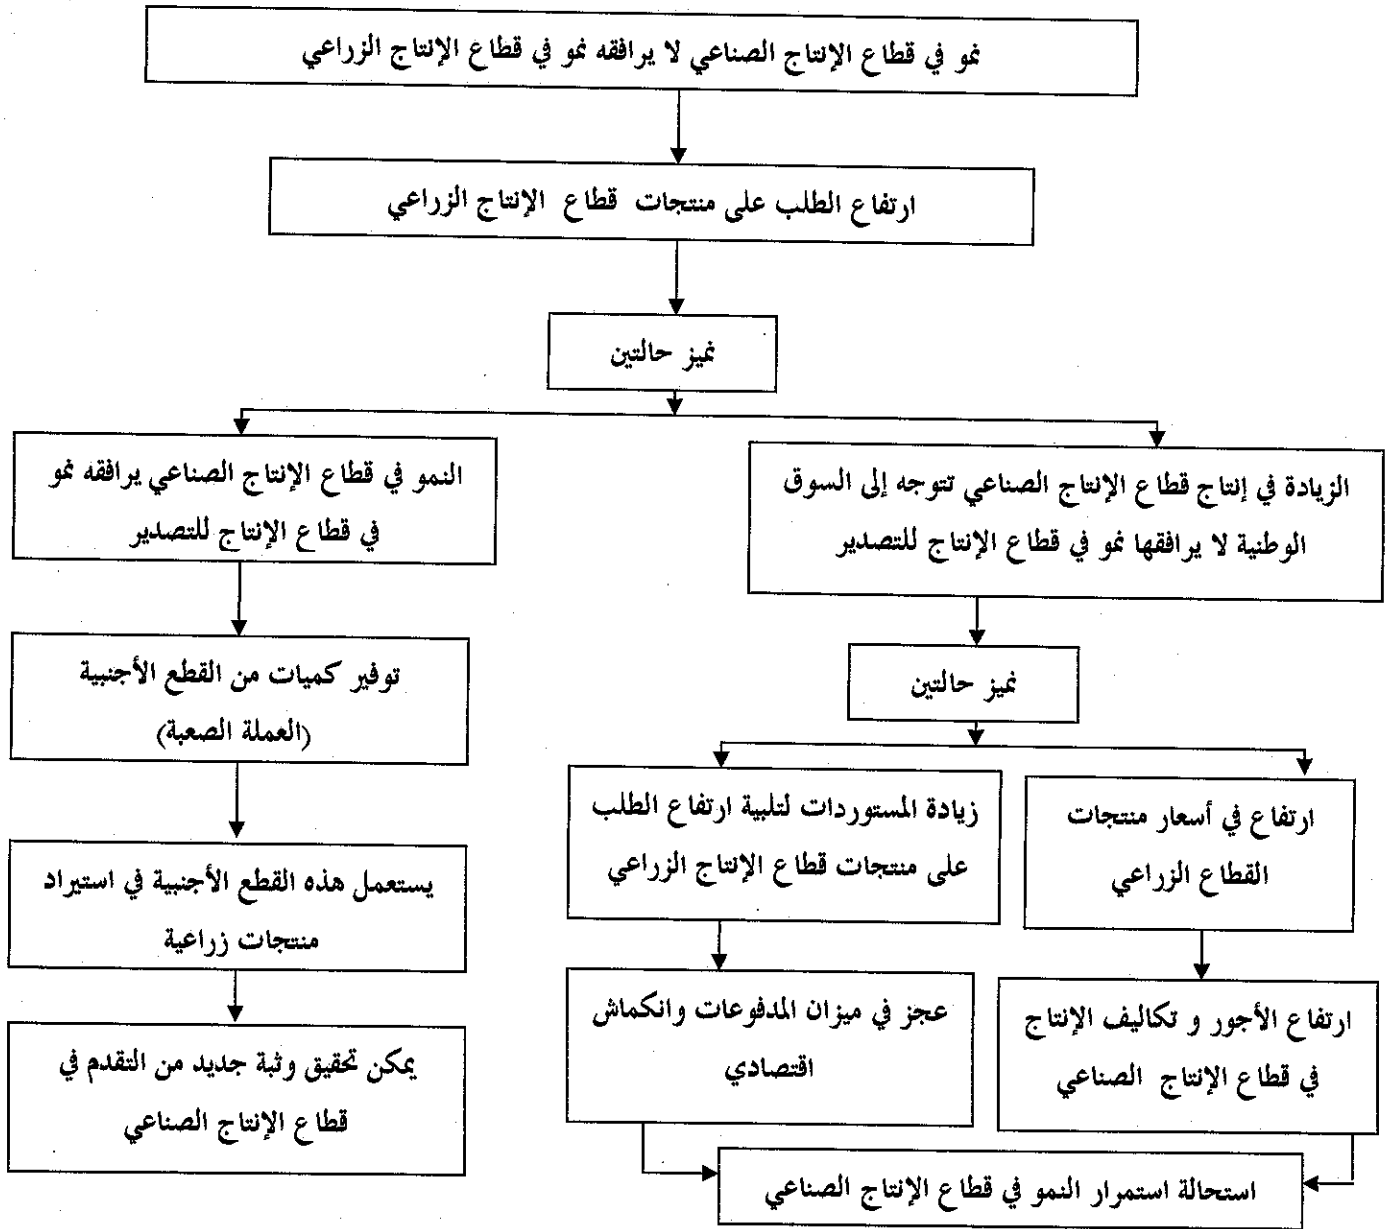 نمو في قطاع الإنتاج الصناعي لا يرافقه نمو في قطاع الإنتاج الزراعي
ارتفاع الطلب على منتجات قطاع الإنتاج الزراعي
نميز حالتين
الزيادة في إنتاج قطاع الإنتاج الصناعي تتوجه إلى السوق
الوطنية لا يرافقها نمو في قطاع الإنتاج للتصدير
نميز حالتين
ارتفاع في أسعار منتجات
القطاع الزراعي
ارتفاع الأجور و تكاليف الإنتاج
في قطاع الإنتاج الصناعي
زيادة المستوردات لتلبية ارتفاع الطلب
على منتجات قطاع الإنتاج الزراعي
عجز في ميزان المدفوعات وانكماش
اقتصادي
استحالة استمرار النمو في قطاع الإنتاج الصناعي
النمو في قطاع الإنتاج الصناعي يرافقه نمو
في قطاع الإنتاج للتصدير
توفير كميات من القطع الأجنبية
(العملة الصعبة)
يستعمل هذه القطع الأجنبية في استيراد
منتجات زراعية
يمكن تحقيق وثبة جديد من التقدم في
قطاع الإنتاج الصناعي